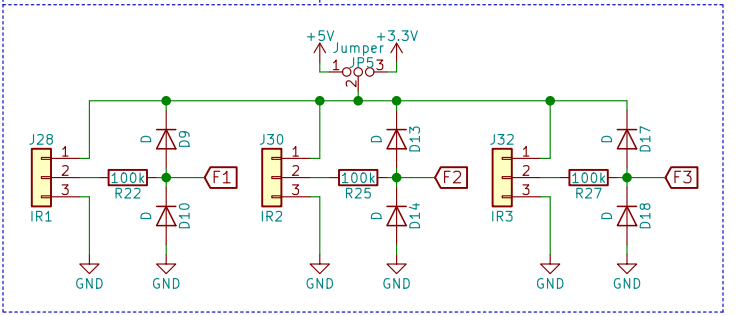 +5V +3.3V
Jumper
1 JP5 3
2
J28 1 D D9 J30 1 D D13 J32 1 D D17
2 100k F1 2 100k F2 2 100k F3
3 R22 3 R25 3 R27
IR1 D D10 IR2 D D14 IR3 D D18
GND GND GND GND GND GND